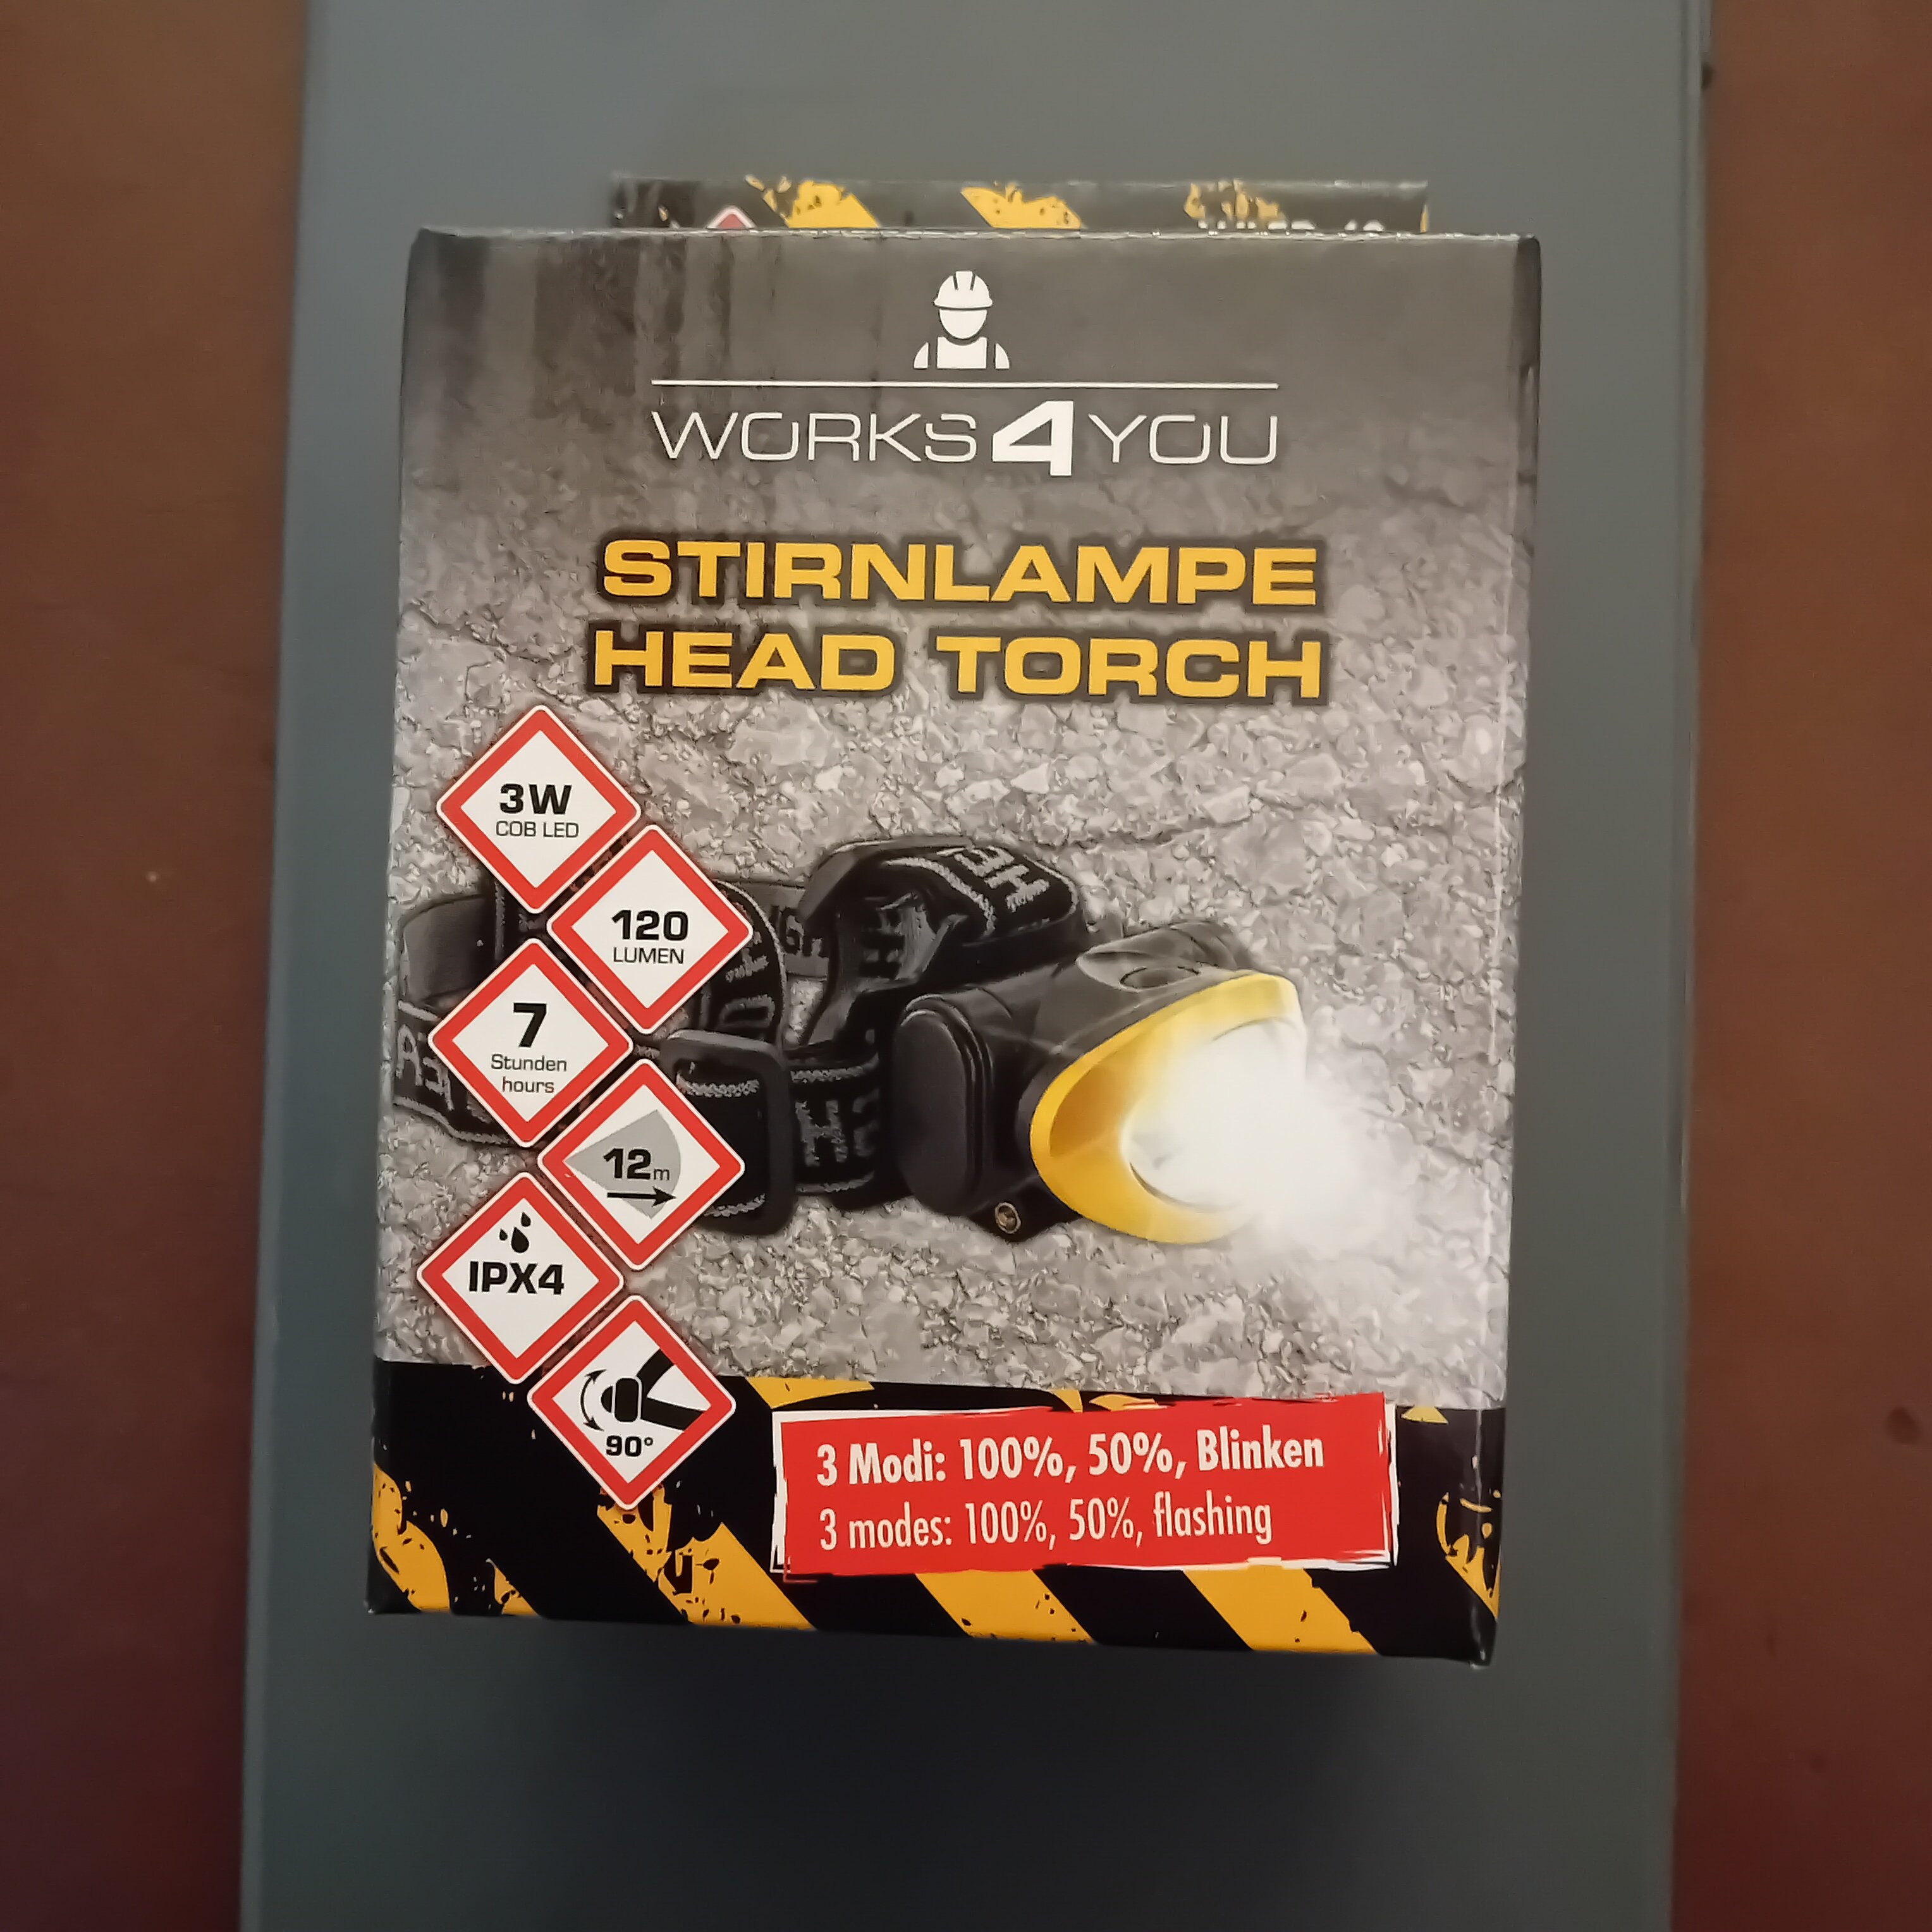 WORKS4YOU
STIRNLAMPE
HEAD TORCH
3W
COB LED
120
LUMEN
7
Stunden
hours
12m
IPX4
90°
3 Modi: 100%, 50%, Blinken
3 modes: 100%, 50%, flashing